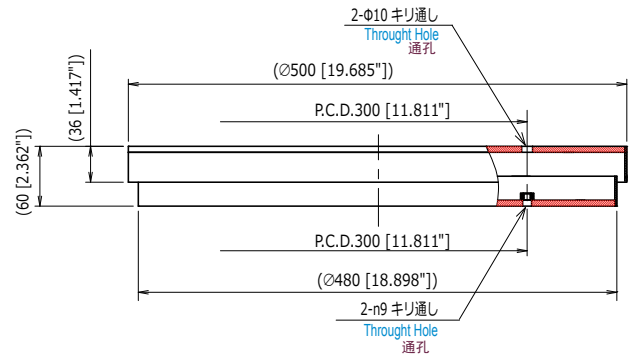 2-Φ10 キリ通し
Throught Hole
通孔
(∅500 [19.685"])
P.C.D.300 [11.811"]
(36 [1.417"])
(60 [2.362"])
P.C.D.300 [11.811"]
(∅480 [18.898"])
2-n9 キリ通し
Throught Hole
通孔